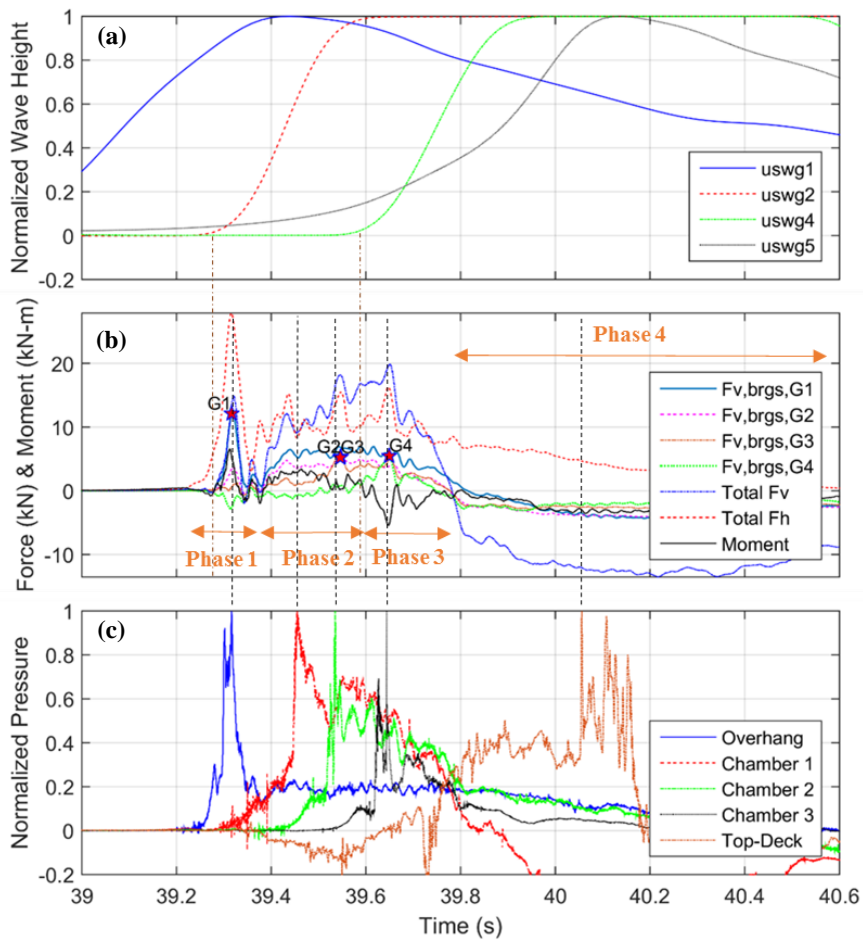 (a)
Normalized Wave Height
1
0.8
0.6
0.4
0.2
0
-0.2
uswg1
uswg2
uswg4
uswg5
(b)
Force (kN) & Moment (kN-m)
20
10
0
-10
G1
G2G3
G4
Phase 1
Phase 2
Phase 3
Phase 4
Fv,brgs,G1
Fv,brgs,G2
Fv,brgs,G3
Fv,brgs,G4
Total Fv
Total Fh
Moment
(c)
Normalized Pressure
1
0.8
0.6
0.4
0.2
0
-0.2
Overhang
Chamber 1
Chamber 2
Chamber 3
Top-Deck
39 39.2 39.4 39.6 39.8 40 40.2 40.4 40.6
Time (s)